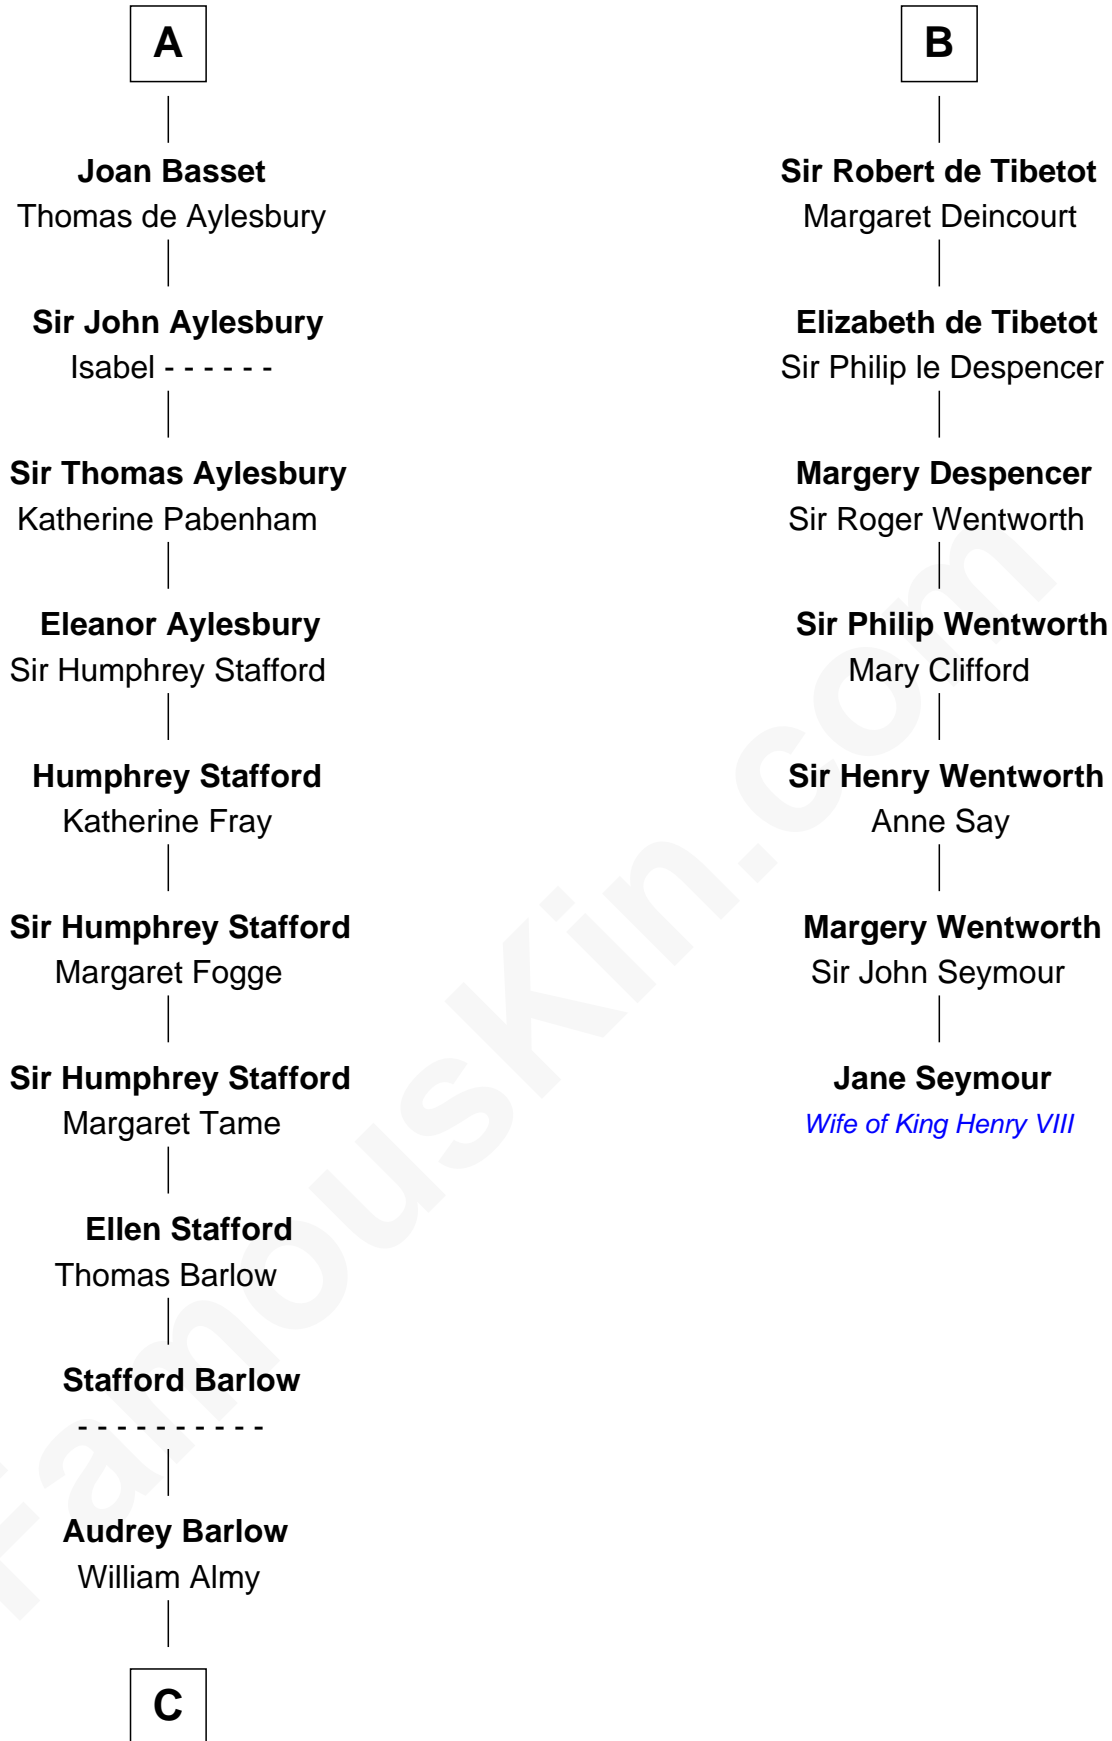 A
Joan Basset
Thomas de Aylesbury
Sir John Aylesbury
Isabel - - - - - -
Sir Thomas Aylesbury
Katherine Pabenham
Eleanor Aylesbury
Sir Humphrey Stafford
Humphrey Stafford
Katherine Fray
Sir Humphrey Stafford
Margaret Fogge
Sir Humphrey Stafford
Margaret Tame
Ellen Stafford
Thomas Barlow
Stafford Barlow
- - - - - - - - - -
Audrey Barlow
William Almy
C
B
Sir Robert de Tibetot
Margaret Deincourt
Elizabeth de Tibetot
Sir Philip le Despencer
Margery Despencer
Sir Roger Wentworth
Sir Philip Wentworth
Mary Clifford
Sir Henry Wentworth
Anne Say
Margery Wentworth
Sir John Seymour
Jane Seymour
Wife of King Henry VIII
FamousKin.com